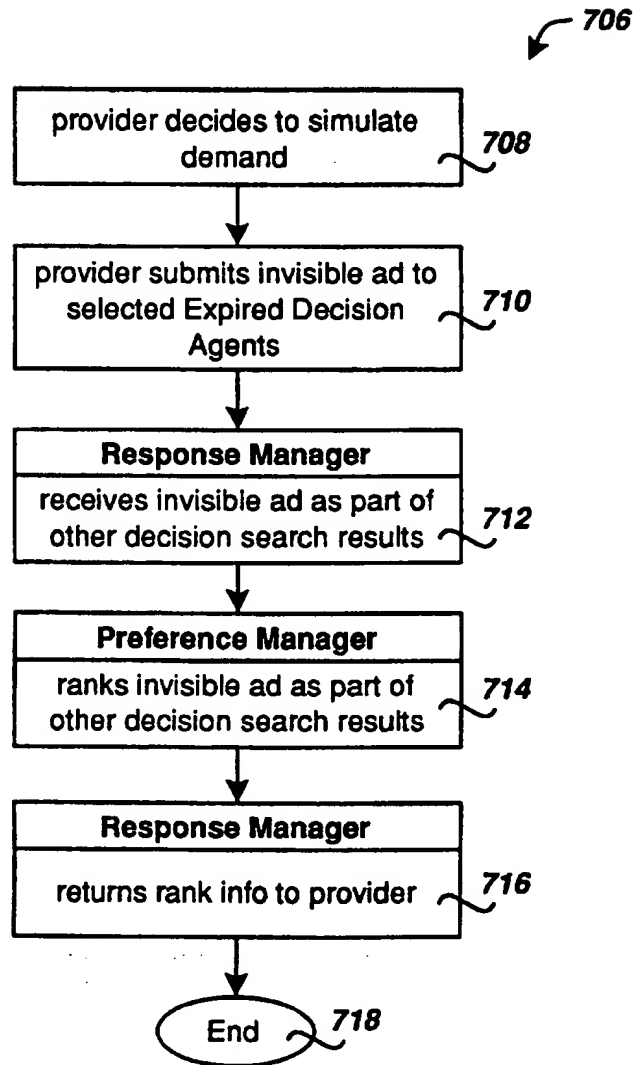 706
provider decides to simulate
demand
708
provider submits invisible ad to
selected Expired Decision
Agents
710
Response Manager
receives invisible ad as part of
other decision search results
712
Preference Manager
ranks invisible ad as part of
other decision search results
714
Response Manager
returns rank info to provider
716
End
718